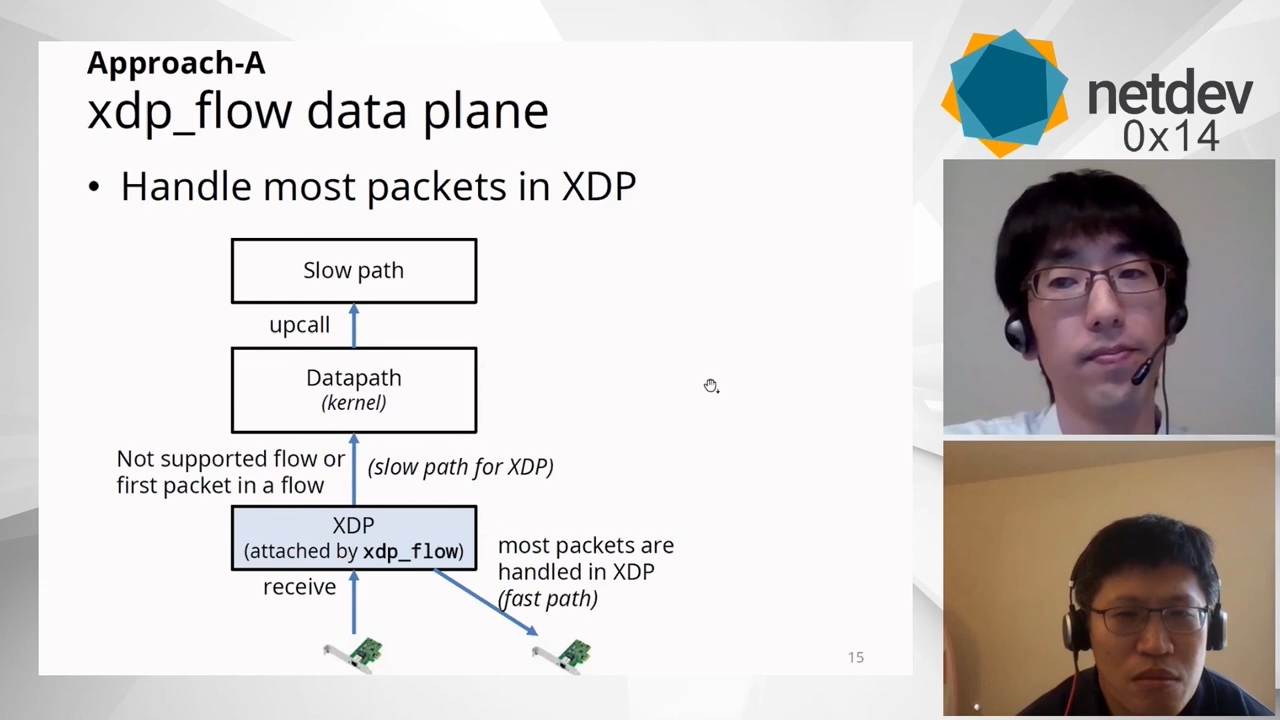 Approach-A
xdp_flow data plane
• Handle most packets in XDP
Slow path
upcall
Datapath
(kernel)
Not supported flow or
first packet in a flow
(slow path for XDP)
XDP
(attached by xdp_flow)
receive
most packets are
handled in XDP
(fast path)
15
netdev
0x14